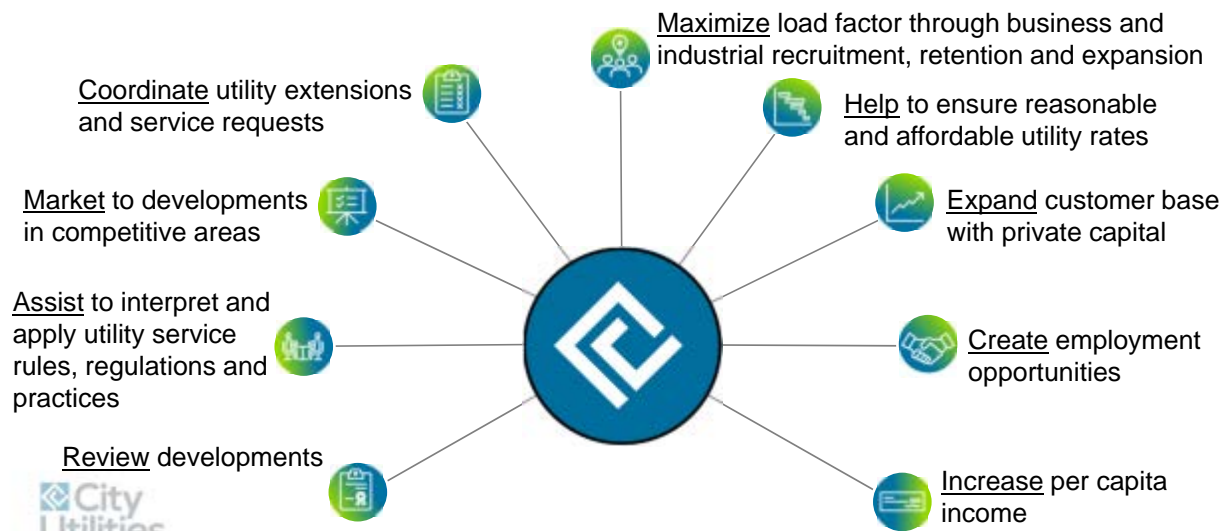 Maximize load factor through business and
industrial recruitment, retention and expansion
Coordinate utility extensions
and service requests
Help to ensure reasonable
and affordable utility rates
Market to developments
in competitive areas
Expand customer base
with private capital
Assist to interpret and
apply utility service
rules, regulations and
practices
Create employment
opportunities
Review developments
Increase per capita
income
City
Utilities